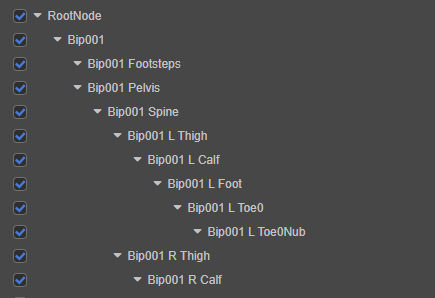 RootNode
Bip001
Bip001 Footsteps
Bip001 Pelvis
Bip001 Spine
Bip001 L Thigh
Bip001 L Calf
Bip001 L Foot
Bip001 L Toe0
Bip001 L Toe0Nub
Bip001 R Thigh
Bip001 R Calf